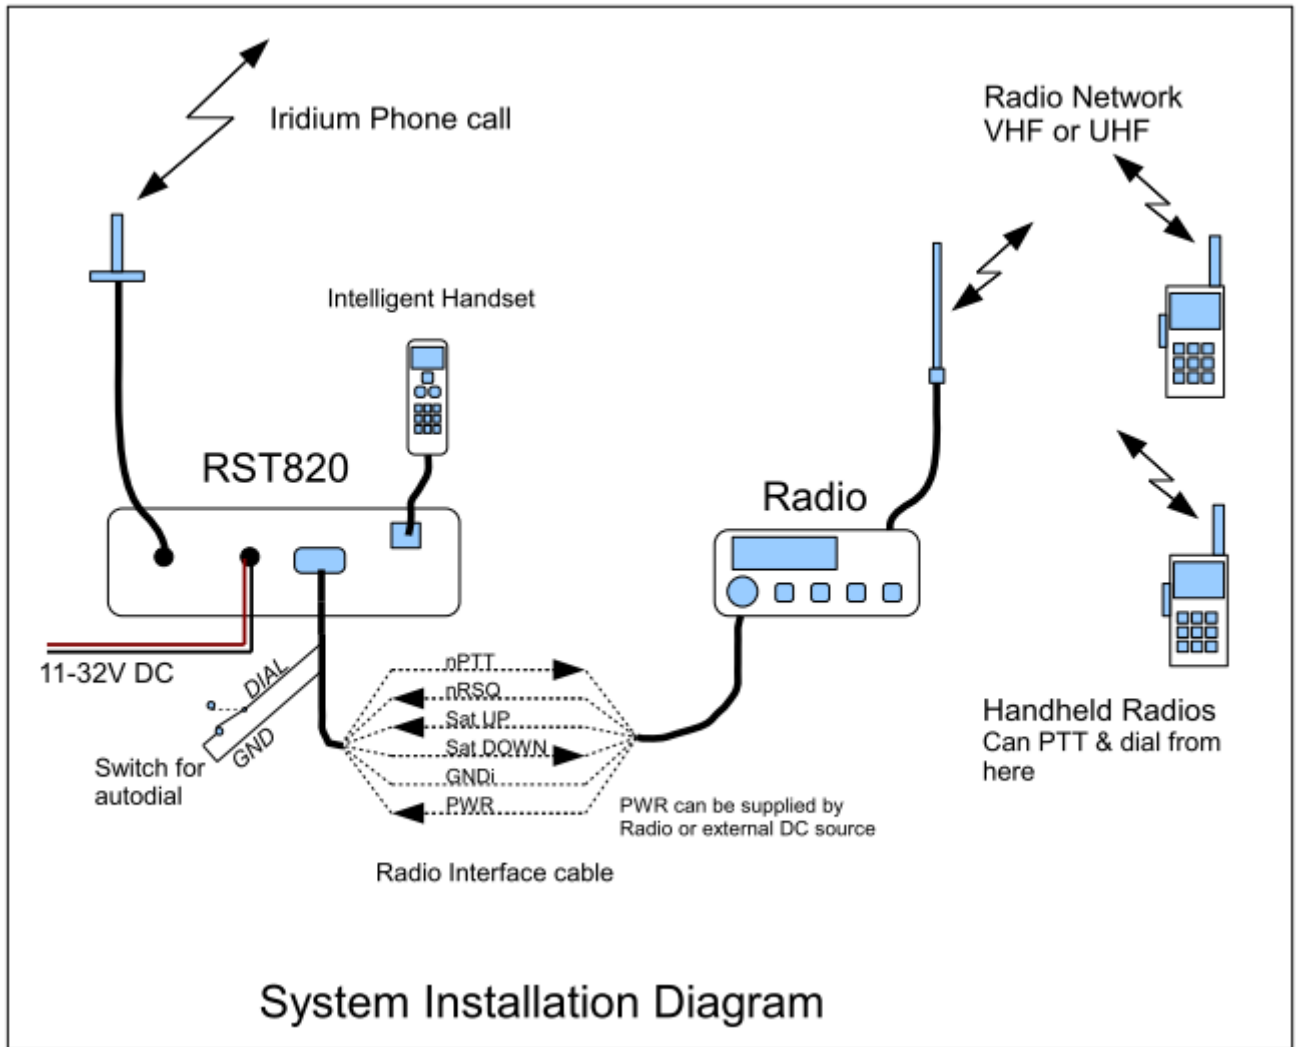 Iridium Phone call
Radio Network
VHF or UHF
Intelligent Handset
RST820
Radio
11-32V DC
DIAL
GND
Switch for
autodial
nPTT
nRSQ
Sat UP
Sat DOWN
GNDi
PWR
PWR can be supplied by
Radio or external DC source
Handheld Radios
Can PTT & dial from
here
Radio Interface cable
System Installation Diagram